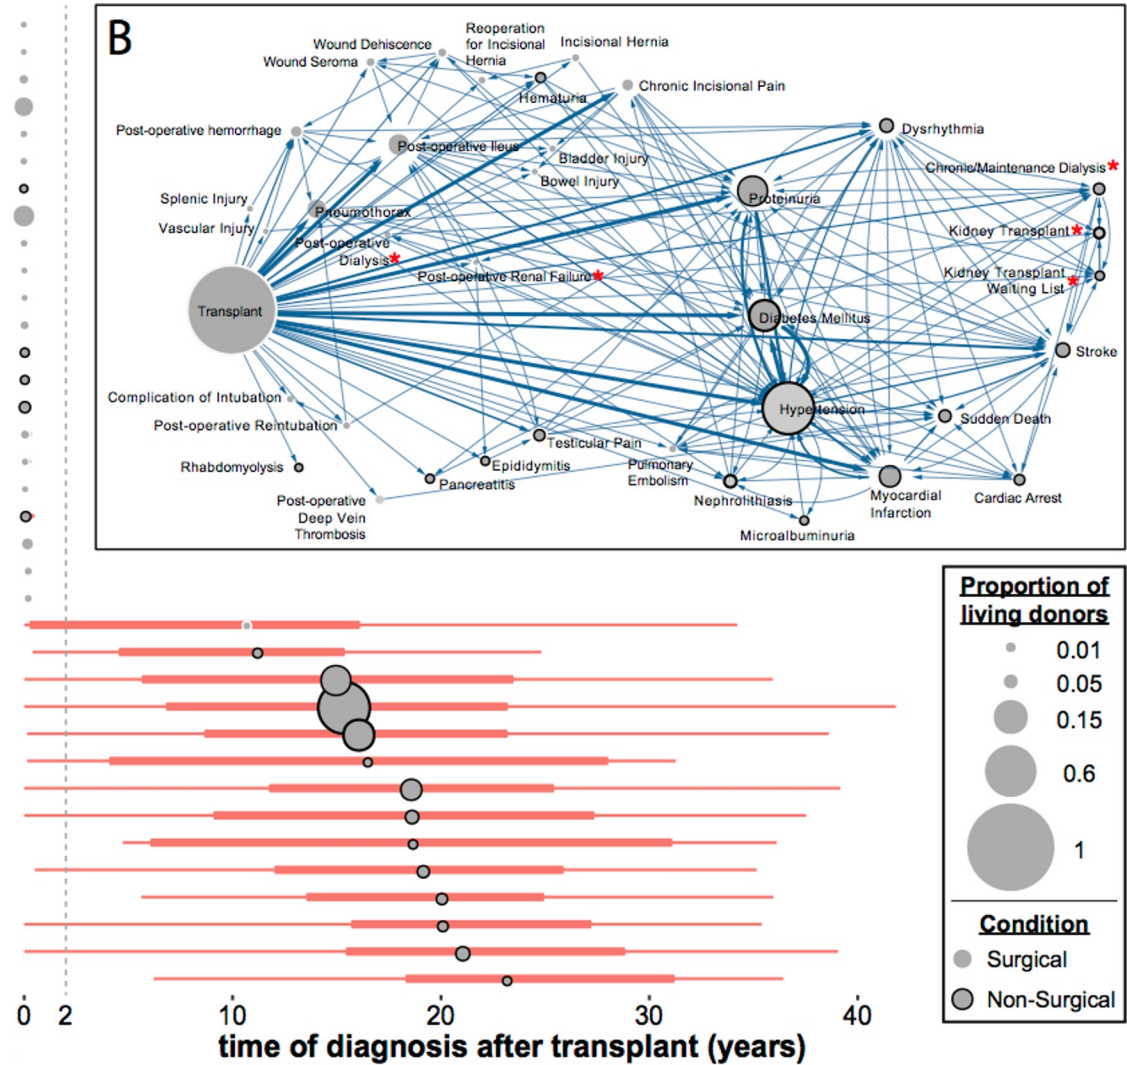 B
Wound Dehiscence
Wound Seroma
Reoperation
for Incisional
Hernia
Incisional Hernia
Hematuria
Chronic Incisional Pain
Post-operative hemorrhage
Post-operative Ileus
Bladder Injury
Bowel Injury
Dysrhythmia
Chronic/Maintenance Dialysis*
Proteinuria
Splenic Injury
Pneumothorax
Vascular Injury
Post-operative
Dialysis*
Kidney Transplant*
Post-operative Renal Failure*
Kidney Transplant
Waiting List*
Transplant
Diabetes Mellitus
Stroke
Complication of Intubation
Post-operative Reintubation
Hypertension
Sudden Death
Testicular Pain
Rhabdomyolysis
Epididymitis
Pancreatitis
Pulmonary
Embolism
Nephrolithiasis
Myocardial
Infarction
Cardiac Arrest
Post-operative
Deep Vein
Thrombosis
Microalbuminuria
Proportion of
living donors
0.01
0.05
0.15
0.6
1
Condition
Surgical
Non-Surgical
0 2 10 20 30 40
time of diagnosis after transplant (years)